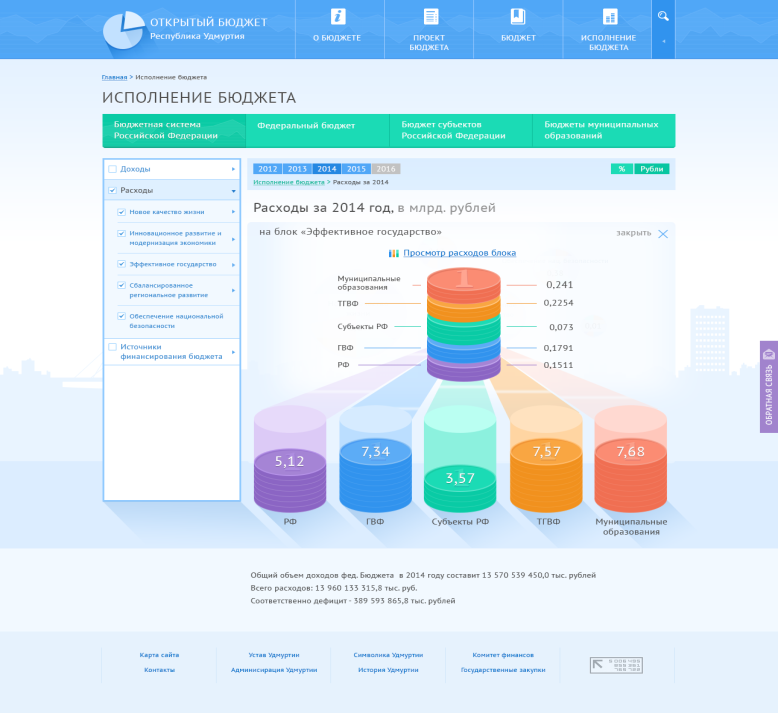 ОТКРЫТЫЙ БЮДЖЕТ
Республика Удмуртия
О БЮДЖЕТЕ
ПРОЕКТ
БЮДЖЕТА
БЮДЖЕТ
ИСПОЛНЕНИЕ
БЮДЖЕТА
Главная > Исполнение бюджета
ИСПОЛНЕНИЕ БЮДЖЕТА
Бюджетная система
Российской Федерации
Федеральный бюджет
Бюджет субъектов
Российской Федерации
Бюджеты муниципальных
образований
Доходы
Расходы
Новое качество жизни
Инновационное развитие и
модернизация экономики
Эффективное государство
Сбалансированное
региональное развитие
Обеспечение национальной
безопасности
Источники
финансирования бюджета
2012 2013 2014 2015 2016
% Рубли
Исполнение бюджета > Расходы за 2014
Расходы за 2014 год, в млрд. рублей
на блок «Эффективное государство»
закрыть
Просмотр расходов блока
1
Муниципальные
образования
0,241
ТГВФ 0,2254
Субъекты РФ 0,073
ГВФ 0,1791
РФ 0,1511
5,12 7,34 3,57 7,57 7,68
РФ ГВФ Субъекты РФ ТГВФ Муниципальные
образования
ОБРАТНАЯ СВЯЗЬ
Общий объем доходов фед. Бюджета в 2014 году составит 13 570 539 450,0 тыс. рублей
Всего расходов: 13 960 133 315,8 тыс. руб.
Соответственно дефицит - 389 593 865,8 тыс. рублей
Карта сайта
Контакты
Устав Удмуртии
Админисирация Удмуртии
Символика Удмуртии
История Удмуртии
Комитет финансов
Государственные закупки